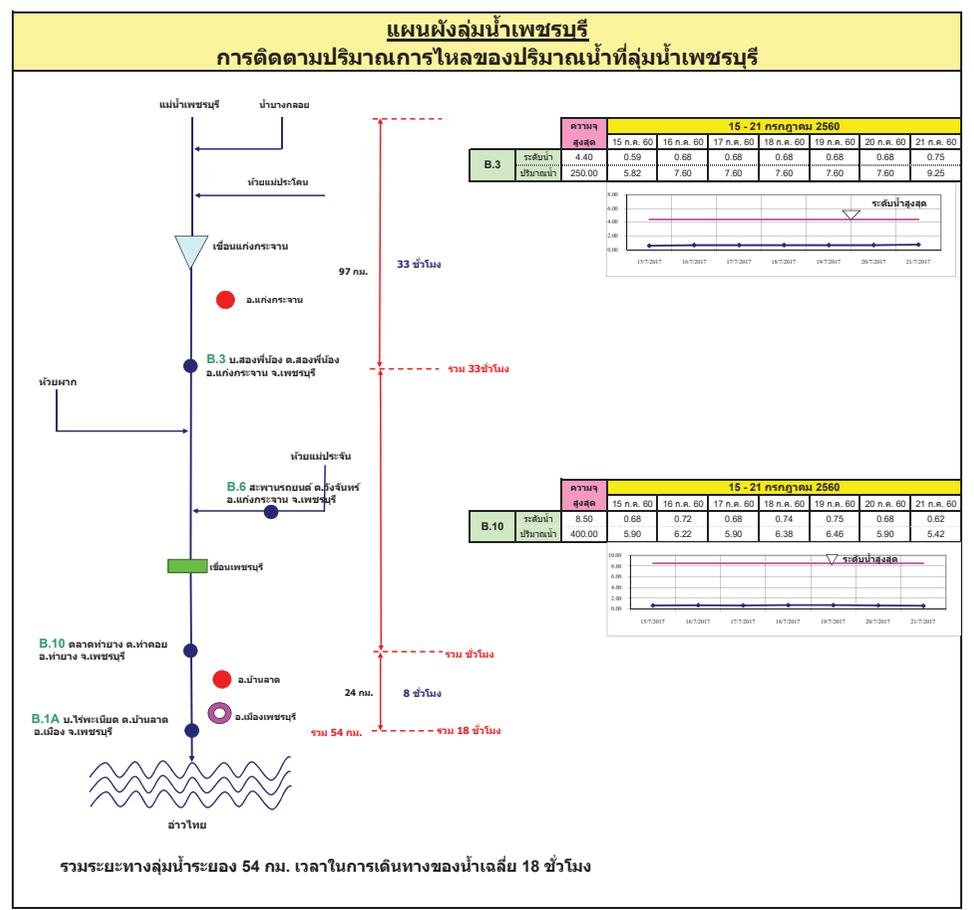 แผนผังลุ่มน้ำเพชรบุรี
การติดตามปริมาณการไหลของปริมาณน้ำที่ลุ่มน้ำเพชรบุรี
แม่น้ำเพชรบุรี
น้ำบางกลอย
ห้วยแม่ประโดน
เขื่อนแก่งกระจาน
97 กม.
33 ชั่วโมง
อ.แก่งกระจาน
B.3 บ.สองพี่น้อง ต.สองพี่น้อง
อ.แก่งกระจาน จ.เพชรบุรี
รวม 33ชั่วโมง
ห้วยผาก
ห้วยแม่ประจัน
B.6 สะพานรถยนต์ ต.วังจันทร์
อ.แก่งกระจาน จ.เพชรบุรี
เขื่อนเพชรบุรี
B.10 ตลาดท่ายาง ต.ท่าคอย
อ.ท่ายาง จ.เพชรบุรี
รวม ชั่วโมง
อ.บ้านลาด
24 กม.
8 ชั่วโมง
อ.เมืองเพชรบุรี
B.1A บ.ไร่พะเนียด ต.บ้านลาด
อ.เมือง จ.เพชรบุรี
รวม 54 กม.
รวม 18 ชั่วโมง
อ่าวไทย
รวมระยะทางลุ่มน้ำระยอง 54 กม. เวลาในการเดินทางของน้ำเฉลี่ย 18 ชั่วโมง
ความจุ 15 - 21 กรกฎาคม 2560
สูงสุด 15 ก.ค. 60 16 ก.ค. 60 17 ก.ค. 60 18 ก.ค. 60 19 ก.ค. 60 20 ก.ค. 60 21 ก.ค. 60
B.3 ระดับน้ำ 4.40 0.59 0.68 0.68 0.68 0.68 0.68 0.75
ปริมาณน้ำ 250.00 5.82 7.60 7.60 7.60 7.60 7.60 9.25
ระดับน้ำสูงสุด
8.00
6.00
4.00
2.00
0.00
15/7/2017 16/7/2017 17/7/2017 18/7/2017 19/7/2017 20/7/2017 21/7/2017
ความจุ 15 - 21 กรกฎาคม 2560
สูงสุด 15 ก.ค. 60 16 ก.ค. 60 17 ก.ค. 60 18 ก.ค. 60 19 ก.ค. 60 20 ก.ค. 60 21 ก.ค. 60
B.10 ระดับน้ำ 8.50 0.68 0.72 0.68 0.74 0.75 0.68 0.62
ปริมาณน้ำ 400.00 5.90 6.22 5.90 6.38 6.46 5.90 5.42
ระดับน้ำสูงสุด
10.00
8.00
6.00
4.00
2.00
0.00
15/7/2017 16/7/2017 17/7/2017 18/7/2017 19/7/2017 20/7/2017 21/7/2017